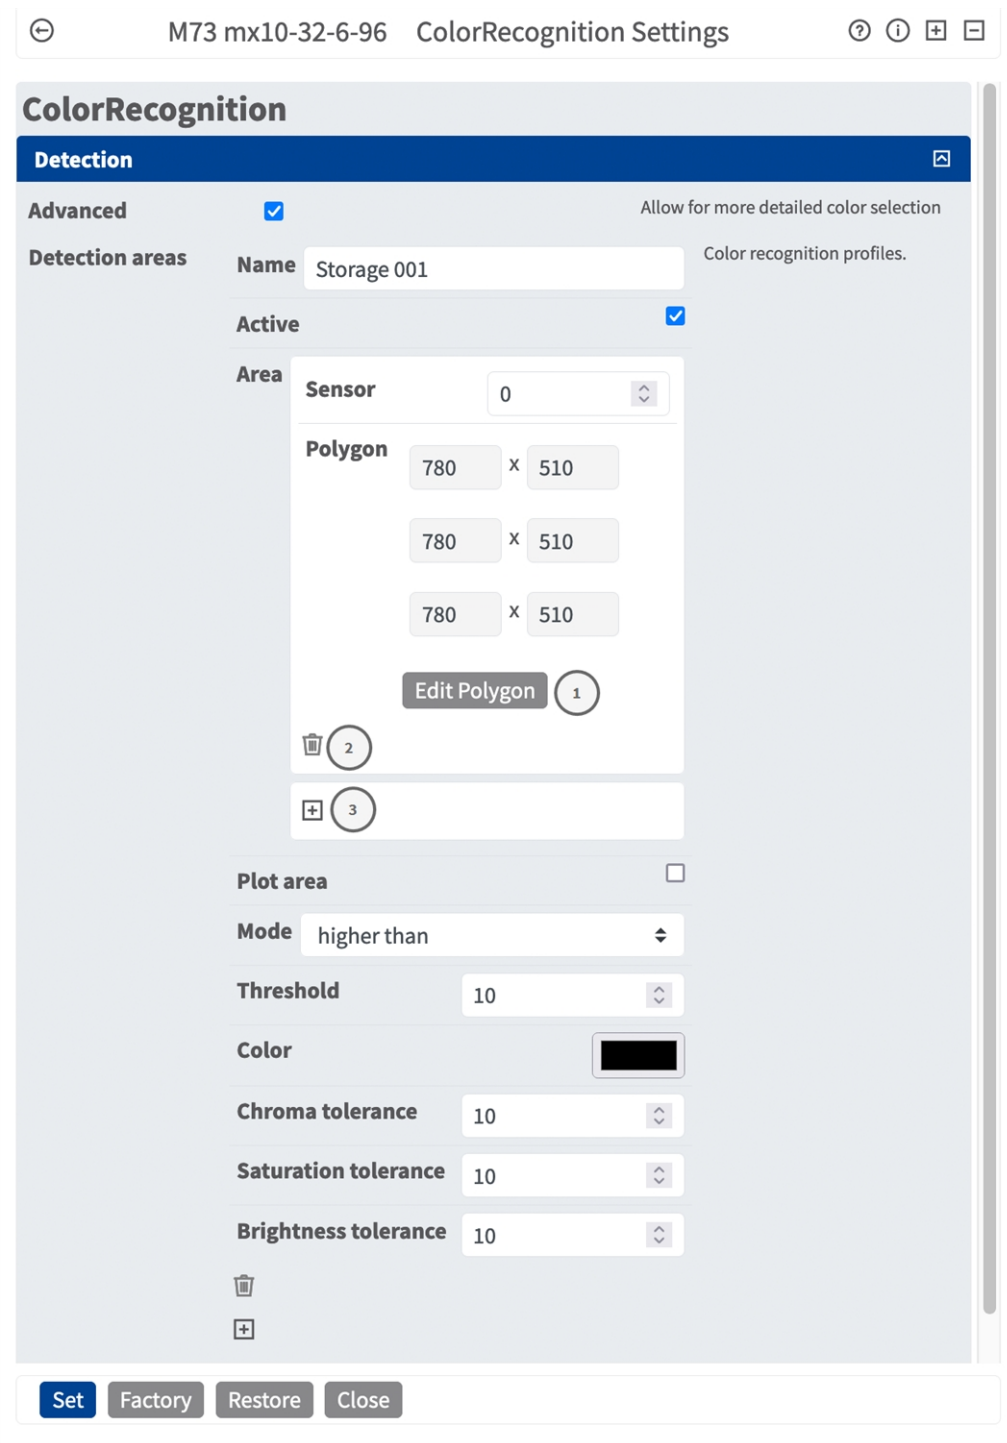 M73 mx10-32-6-96 ColorRecognition Settings
ColorRecognition
Detection
Advanced Allow for more detailed color selection
Detection areas Name Storage 001 Color recognition profiles.
Active
Area Sensor 0
Polygon 780 x 510
780 x 510
780 x 510
Edit Polygon 1
2
3
Plot area
Mode higher than
Threshold 10
Color
Chroma tolerance 10
Saturation tolerance 10
Brightness tolerance 10
Set Factory Restore Close